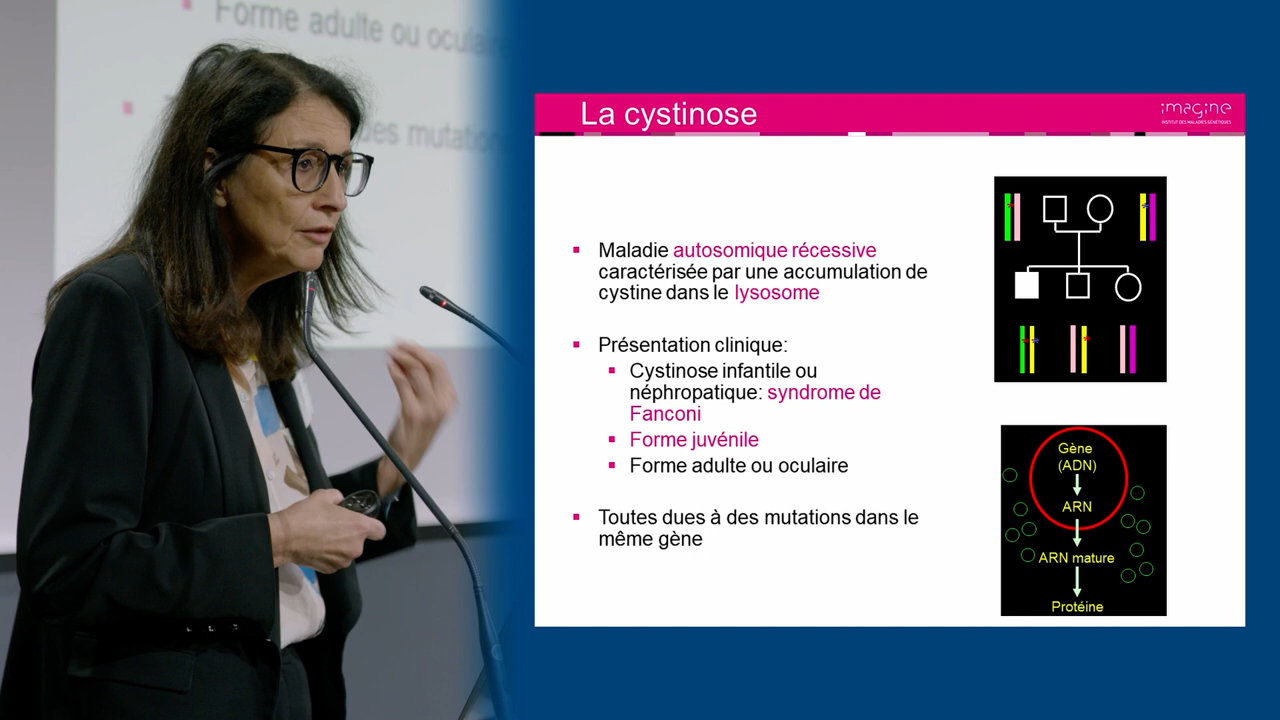 Forme adulte ou oculai
des mutatio
La cystinose
imagine
INSTITUT DES MALADIES GÉNÉTIQUES
Maladie autosomique récessive
caractérisée par une accumulation de
cystine dans le lysosome
Présentation clinique:
Cystinose infantile ou
néphropatique: syndrome de
Fanconi
Forme juvénile
Forme adulte ou oculaire
Toutes dues à des mutations dans le
même gène
Gène
(ADN)
ARN
ARN mature
Protéine